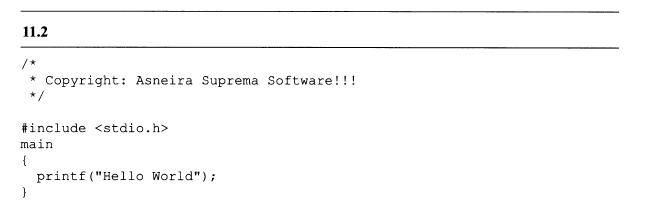 11.2
/*
 * Copyright: Asneira Suprema Software!!!
 */
#include <stdio.h>
main
{
  printf("Hello World");
}